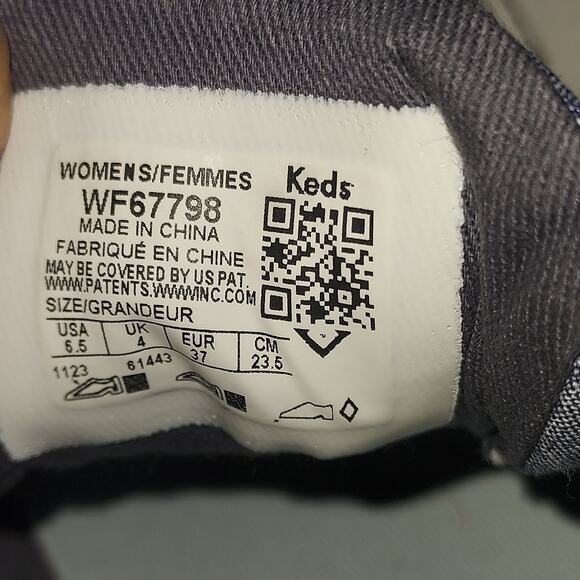 WOMENS/FEMMES
Keds
WF67798
MADE IN CHINA
FABRIQUÉ EN CHINE
MAY BE COVERED BY US PAT.
WWW.PATENTS.WWWINC.COM
SIZE/GRANDEUR
USA UK EUR CM
6.5 4 37 23.5
1123 61443